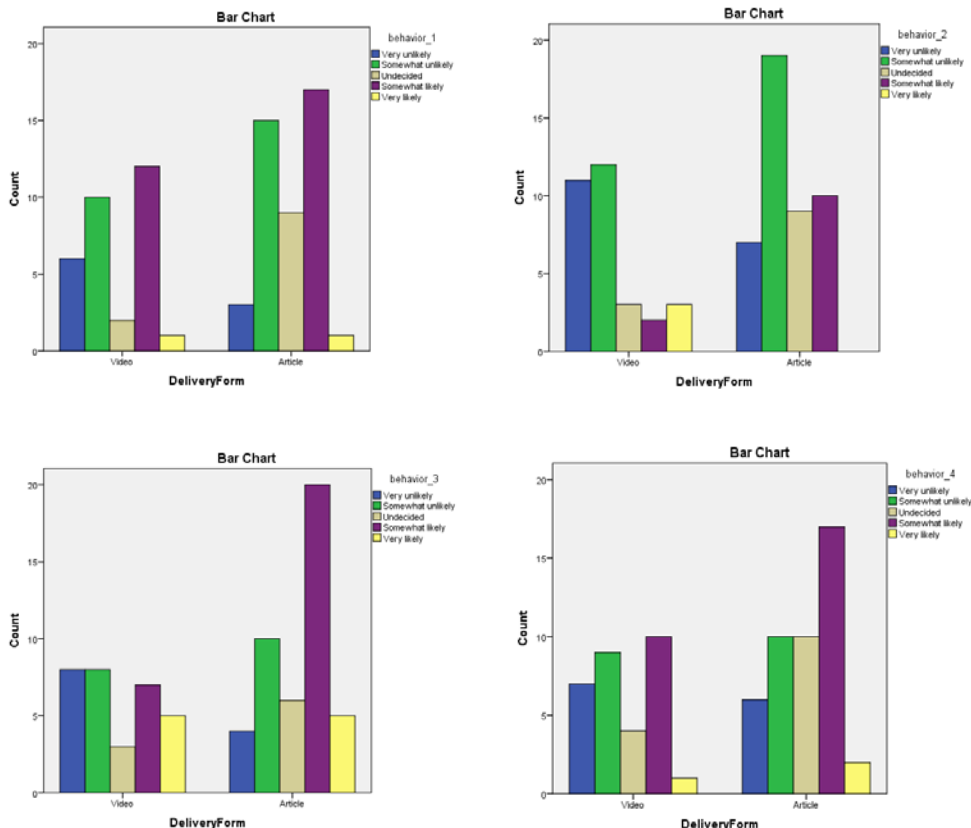 Bar Chart
behavior_1
Very unlikely
Somewhat unlikely
Undecided
Somewhat likely
Very likely
20
15
10
5
0
Count
Video
Article
DeliveryForm
Bar Chart
behavior_2
Very unlikely
Somewhat unlikely
Undecided
Somewhat likely
Very likely
20
15
10
5
0
Count
Video
Article
DeliveryForm
Bar Chart
behavior_3
Very unlikely
Somewhat unlikely
Undecided
Somewhat likely
Very likely
20
15
10
5
0
Count
Video
Article
DeliveryForm
Bar Chart
behavior_4
Very unlikely
Somewhat unlikely
Undecided
Somewhat likely
Very likely
20
15
10
5
0
Count
Video
Article
DeliveryForm